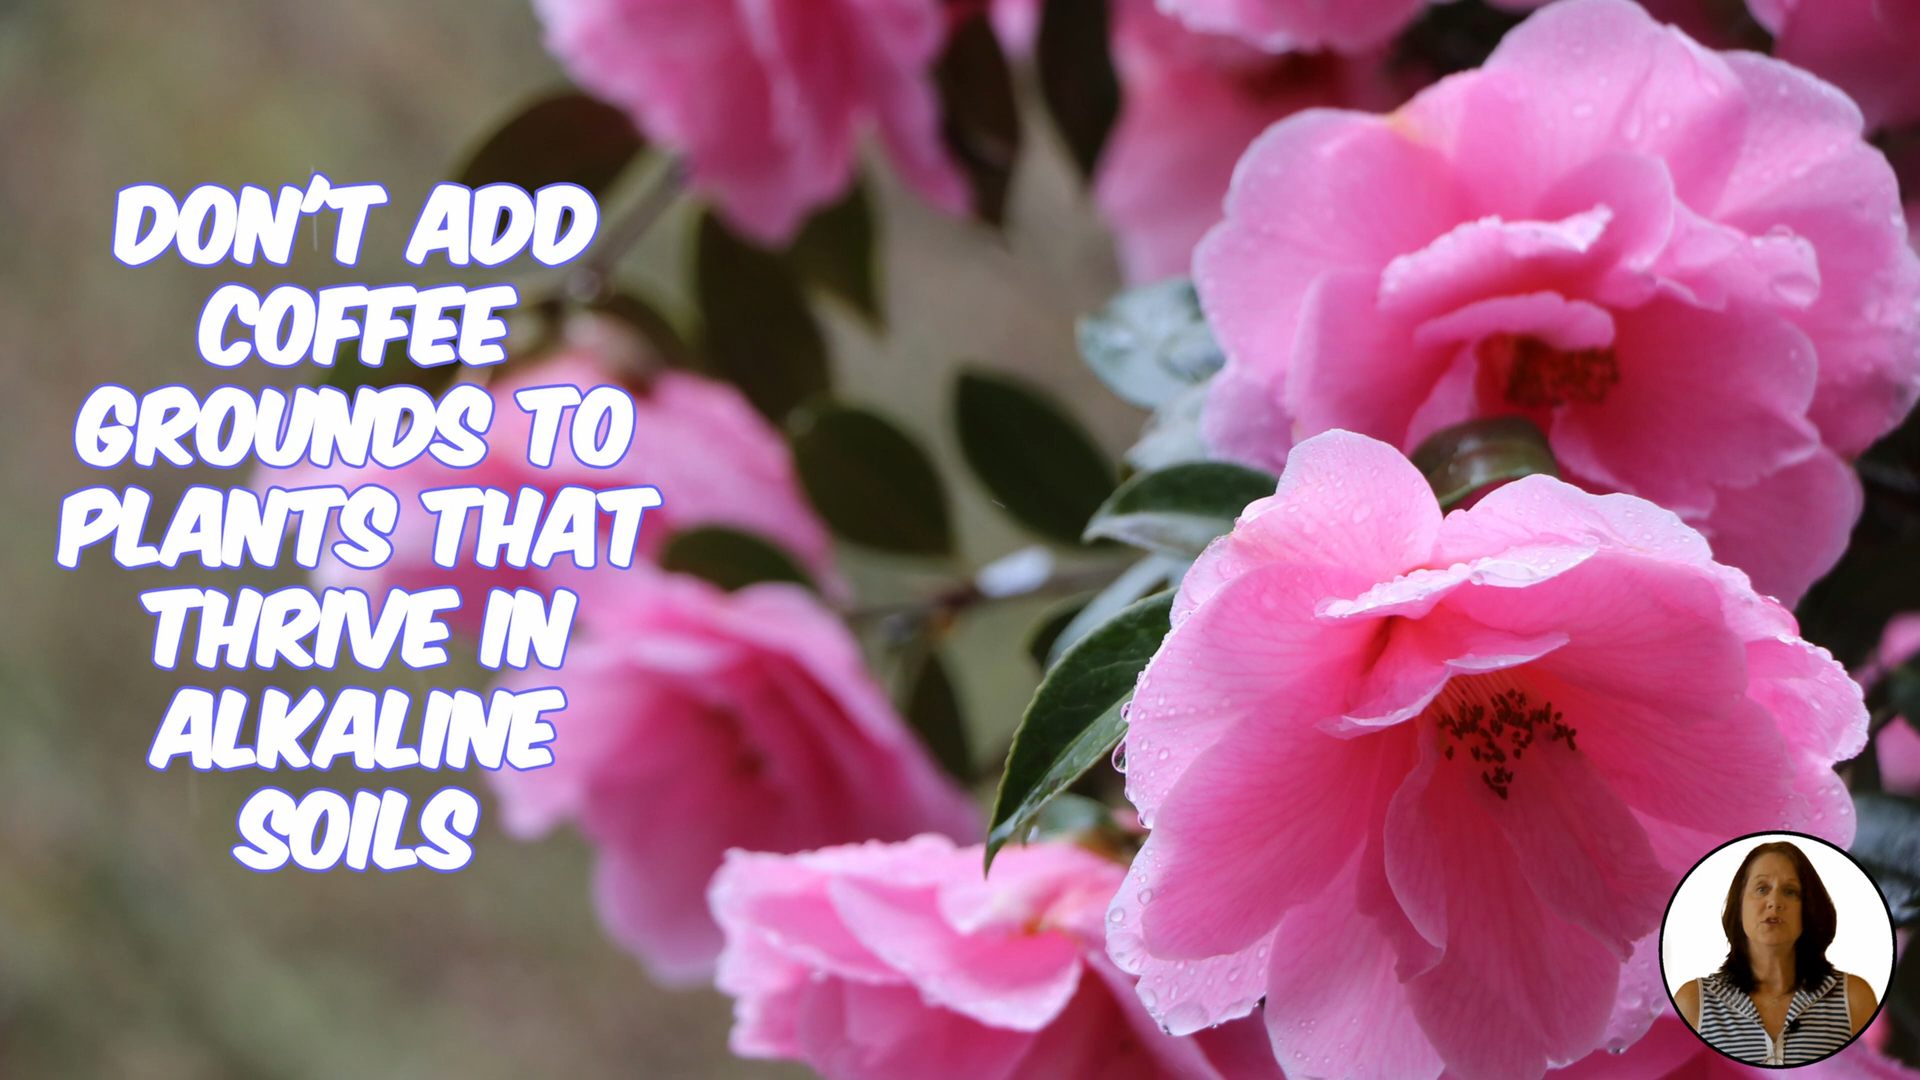 DON'T ADD
COFFEE
GROUNDS TO
PLANTS THAT
THRIVE IN
ALKALINE
SOILS